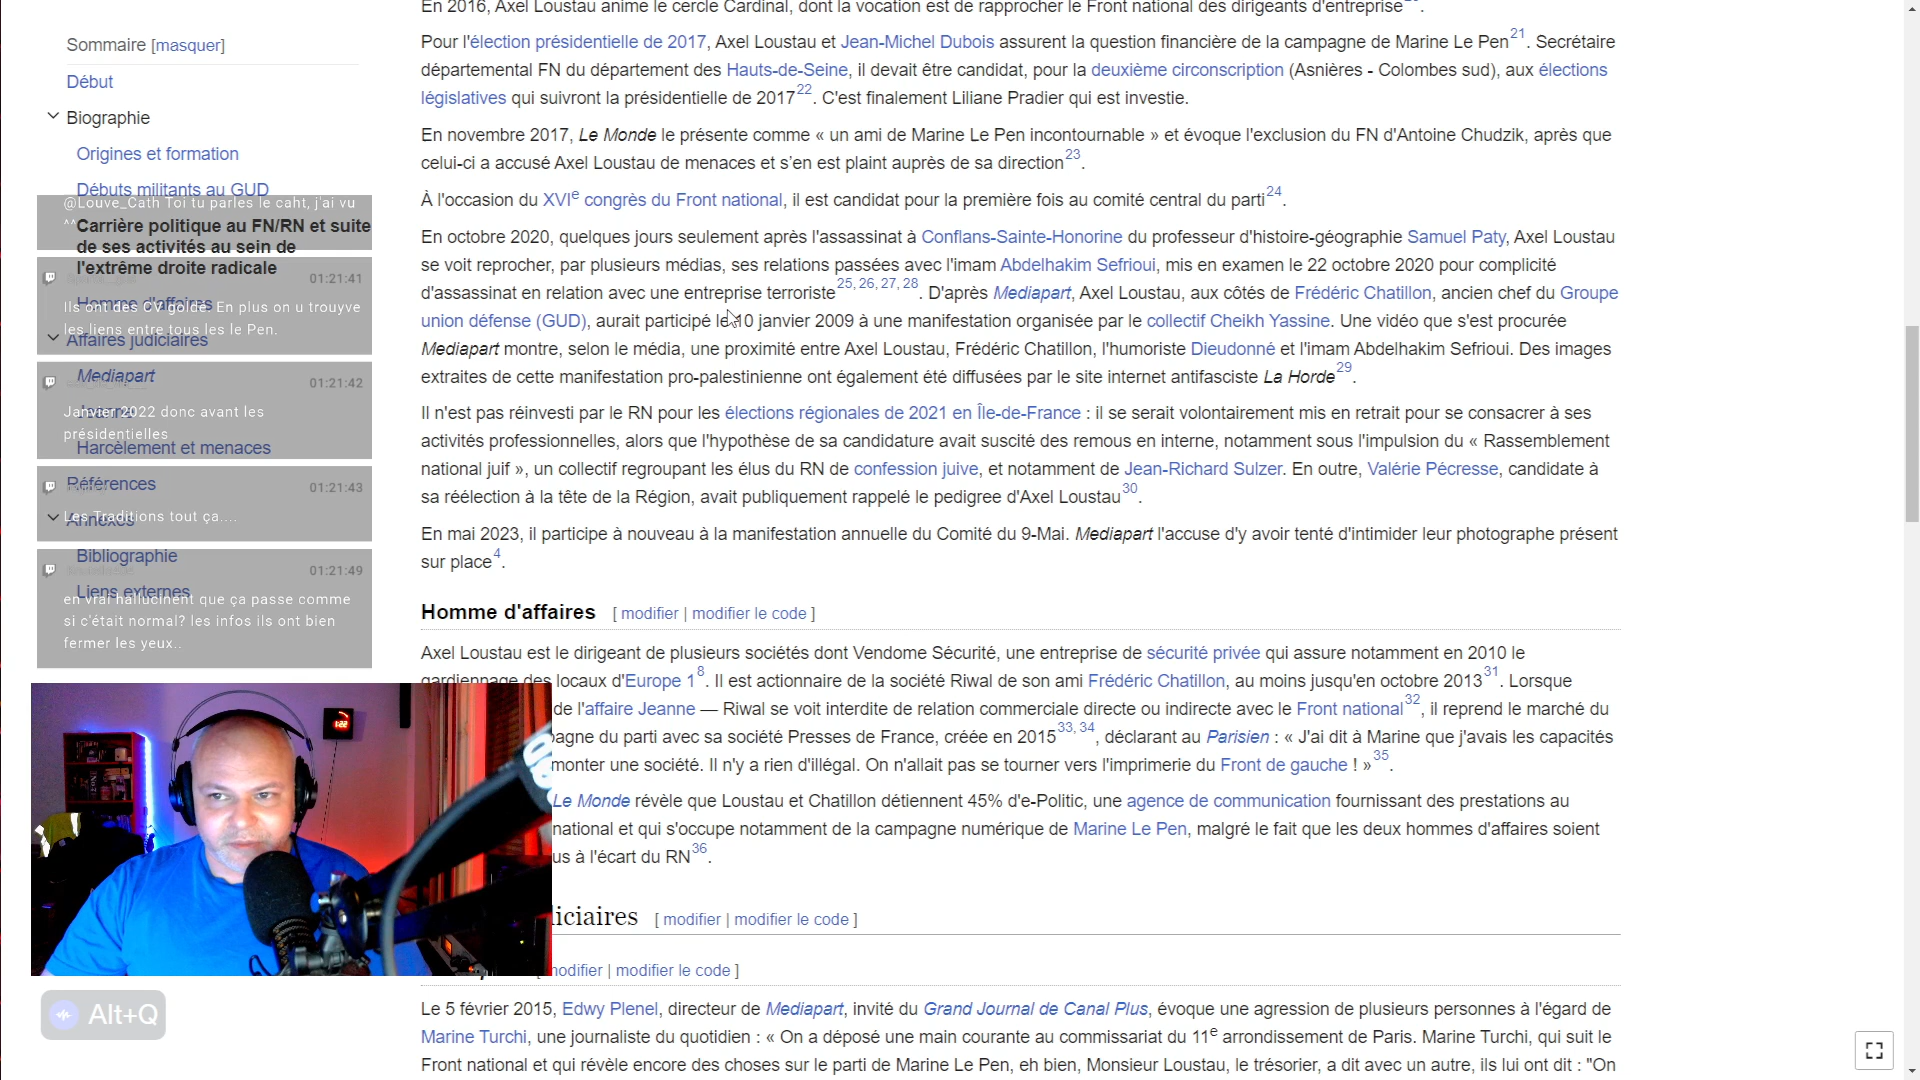 Sommaire [masquer]
Début
Biographie
Origines et formation
Débuts militants au GUD
@Louve_Cath Toi tu parles le caht, j'ai vu
^^
Carrière politique au FN/RN et suite
de ses activités au sein de
l'extrême droite radicale
01:21:41
Homme d'affaires
Ils ont des CV goldé. En plus on u trouyve
les liens entre tous les le Pen.
Affaires judiciaires
Mediapart
01:21:42
Janvier 2022 donc avant les
présidentielles
Harcèlement et menaces
Références
01:21:43
Les Traditions tout ça....
Annexes
Bibliographie
01:21:49
Liens externes
en vrai hallucinent que ça passe comme
si c'était normal? les infos ils ont bien
fermer les yeux..
1:22
Alt+Q
En 2016, Axel Loustau anime le cercle Cardinal, dont la vocation est de rapprocher le Front national des dirigeants d'entreprise
Pour l'élection présidentielle de 2017, Axel Loustau et Jean-Michel Dubois assurent la question financière de la campagne de Marine Le Pen21. Secrétaire
départemental FN du département des Hauts-de-Seine, il devait être candidat, pour la deuxième circonscription (Asnières - Colombes sud), aux élections
législatives qui suivront la présidentielle de 201722. C'est finalement Liliane Pradier qui est investie.
En novembre 2017, Le Monde le présente comme « un ami de Marine Le Pen incontournable » et évoque l'exclusion du FN d'Antoine Chudzik, après que
celui-ci a accusé Axel Loustau de menaces et s'en est plaint auprès de sa direction23.
À l'occasion du XVIe congrès du Front national, il est candidat pour la première fois au comité central du parti24.
En octobre 2020, quelques jours seulement après l'assassinat à Conflans-Sainte-Honorine du professeur d'histoire-géographie Samuel Paty, Axel Loustau
se voit reprocher, par plusieurs médias, ses relations passées avec l'imam Abdelhakim Sefrioui, mis en examen le 22 octobre 2020 pour complicité
d'assassinat en relation avec une entreprise terroriste25, 26, 27, 28. D'après Mediapart, Axel Loustau, aux côtés de Frédéric Chatillon, ancien chef du Groupe
union défense (GUD), aurait participé le 10 janvier 2009 à une manifestation organisée par le collectif Cheikh Yassine. Une vidéo que s'est procurée
Mediapart montre, selon le média, une proximité entre Axel Loustau, Frédéric Chatillon, l'humoriste Dieudonné et l'imam Abdelhakim Sefrioui. Des images
extraites de cette manifestation pro-palestinienne ont également été diffusées par le site internet antifasciste La Horde29.
Il n'est pas réinvesti par le RN pour les élections régionales de 2021 en Île-de-France : il se serait volontairement mis en retrait pour se consacrer à ses
activités professionnelles, alors que l'hypothèse de sa candidature avait suscité des remous en interne, notamment sous l'impulsion du « Rassemblement
national juif », un collectif regroupant les élus du RN de confession juive, et notamment de Jean-Richard Sulzer. En outre, Valérie Pécresse, candidate à
sa réélection à la tête de la Région, avait publiquement rappelé le pedigree d'Axel Loustau30.
En mai 2023, il participe à nouveau à la manifestation annuelle du Comité du 9-Mai. Mediapart l'accuse d'y avoir tenté d'intimider leur photographe présent
sur place4.
Homme d'affaires [ modifier | modifier le code ]
Axel Loustau est le dirigeant de plusieurs sociétés dont Vendome Sécurité, une entreprise de sécurité privée qui assure notamment en 2010 le
gardiennage des locaux d'Europe 18. Il est actionnaire de la société Riwal de son ami Frédéric Chatillon, au moins jusqu'en octobre 201331. Lorsque
de l'affaire Jeanne — Riwal se voit interdite de relation commerciale directe ou indirecte avec le Front national32, il reprend le marché du
agne du parti avec sa société Presses de France, créée en 201533, 34, déclarant au Parisien : « J'ai dit à Marine que j'avais les capacités
monter une société. Il n'y a rien d'illégal. On n'allait pas se tourner vers l'imprimerie du Front de gauche ! »35.
Le Monde révèle que Loustau et Chatillon détiennent 45% d'e-Politic, une agence de communication fournissant des prestations au
national et qui s'occupe notamment de la campagne numérique de Marine Le Pen, malgré le fait que les deux hommes d'affaires soient
us à l'écart du RN36.
iciaires [ modifier | modifier le code ]
[ modifier | modifier le code ]
Le 5 février 2015, Edwy Plenel, directeur de Mediapart, invité du Grand Journal de Canal Plus, évoque une agression de plusieurs personnes à l'égard de
Marine Turchi, une journaliste du quotidien : « On a déposé une main courante au commissariat du 11e arrondissement de Paris. Marine Turchi, qui suit le
Front national et qui révèle encore des choses sur le parti de Marine Le Pen, eh bien, Monsieur Loustau, le trésorier, a dit avec un autre, ils lui ont dit : "On